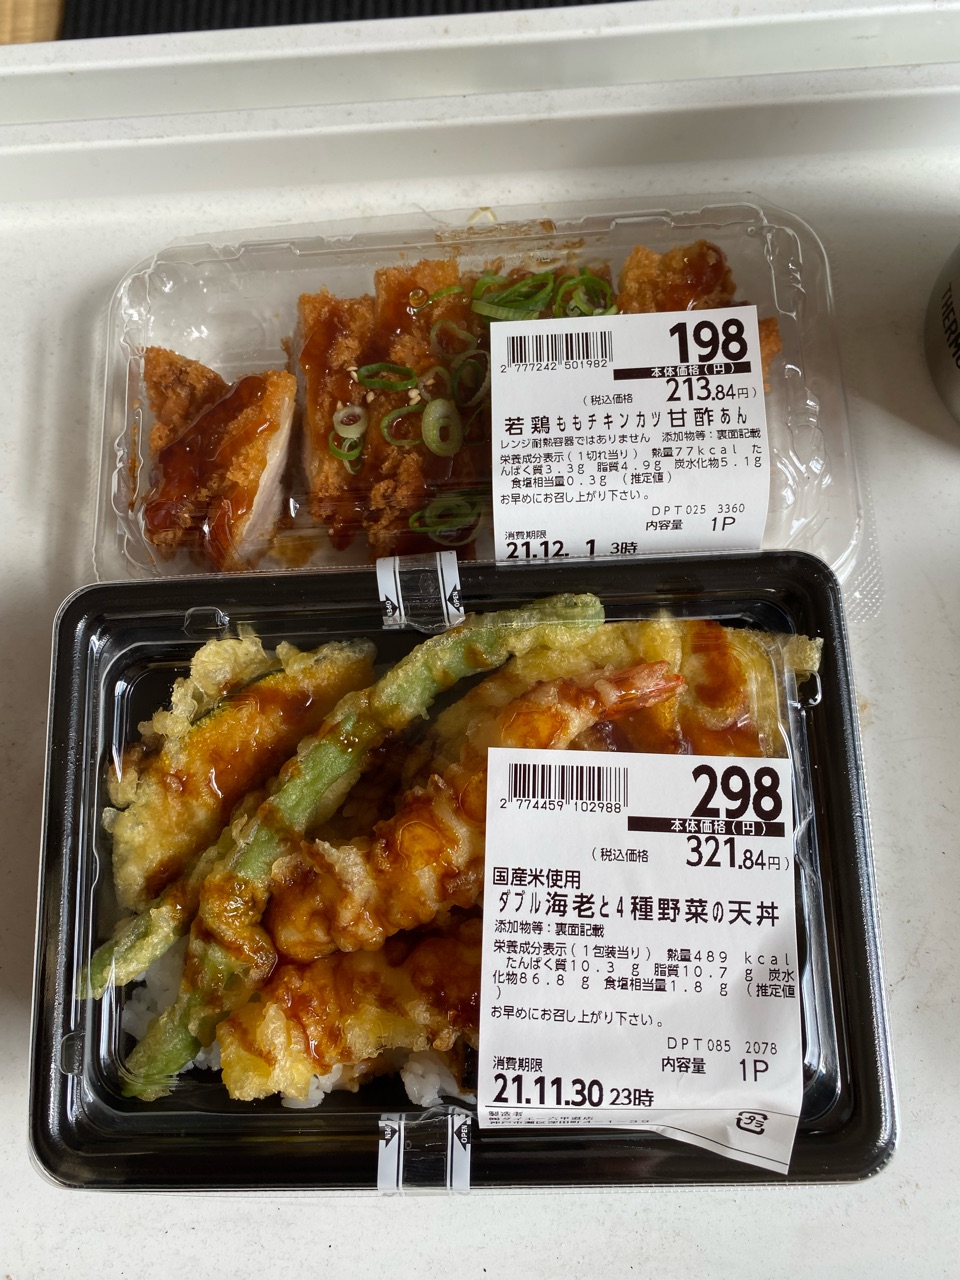 THERMO
2 777242 501982
198
本体価格(円)
(税込価格 213.84円)
若鶏ももチキンカツ甘酢あん
レンジ耐熱容器ではありません 添加物等:裏面記載
栄養成分表示(1切れ当り) 熱量77kcal た
んぱく質3.3g 脂質4.9g 炭水化物5.1g
食塩相当量0.3g (推定値)
お早めにお召し上がり下さい。
DPT025 3360
内容量 1P
消費期限
21.12. 1 3時
OPEN
OPEN
2 774459 102988
298
本体価格(円)
(税込価格 321.84円)
国産米使用
ダブル海老と4種野菜の天丼
添加物等:裏面記載
栄養成分表示(1包装当り) 熱量489 kcal
たんぱく質10.3 g 脂質10.7 g 炭水
化物86.8 g 食塩相当量1.8 g (推定値
)
お早めにお召し上がり下さい。
DPT085 2078
内容量 1P
消費期限
21.11.30 23時
製造者
プラ
OPEN
OPEN